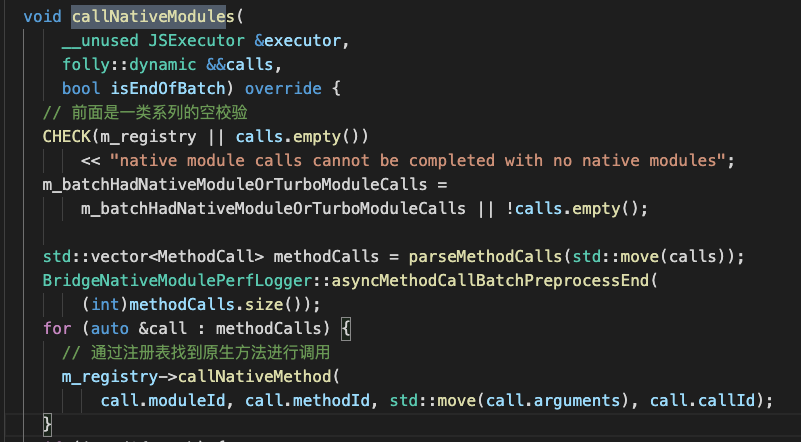 void callNativeModules(
__unused JSExecutor &executor,
folly::dynamic &&calls,
bool isEndOfBatch) override {
// 前面是一类系列的空校验
CHECK(m_registry || calls.empty())
<< "native module calls cannot be completed with no native modules";
m_batchHadNativeModuleOrTurboModuleCalls =
m_batchHadNativeModuleOrTurboModuleCalls || !calls.empty();
std::vector<MethodCall> methodCalls = parseMethodCalls(std::move(calls));
BridgeNativeModulePerfLogger::asyncMethodCallBatchPreprocessEnd(
(int)methodCalls.size());
for (auto &call : methodCalls) {
// 通过注册表找到原生方法进行调用
m_registry->callNativeMethod(
call.moduleId, call.methodId, std::move(call.arguments), call.callId);
}